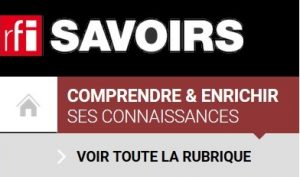 rfi SAVOIRS
COMPRENDRE & ENRICHIR
SES CONNAISSANCES
VOIR TOUTE LA RUBRIQUE